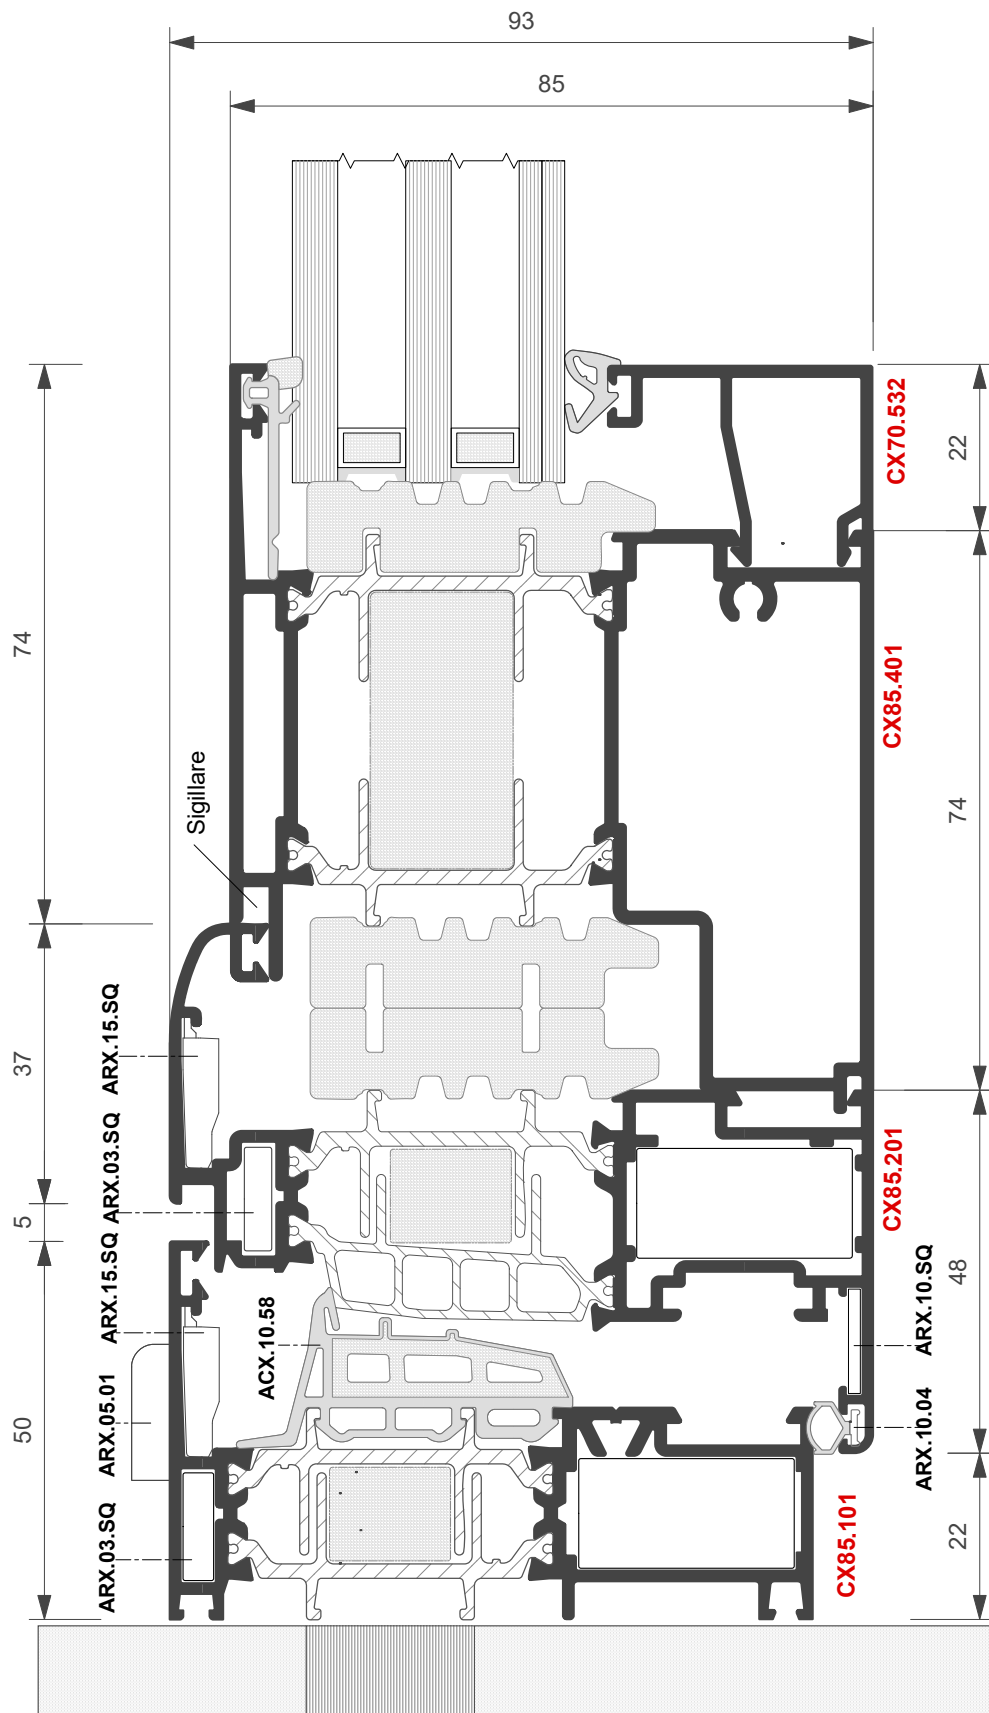 93
85
CX70.532
22
74
CX85.401
74
Sigillare
ARX.15.SQ
37
ARX.03.SQ
CX85.201
5
ARX.15.SQ
48
ARX.10.SQ
ACX.10.58
ARX.05.01
50
ARX.10.04
ARX.03.SQ
CX85.101
22